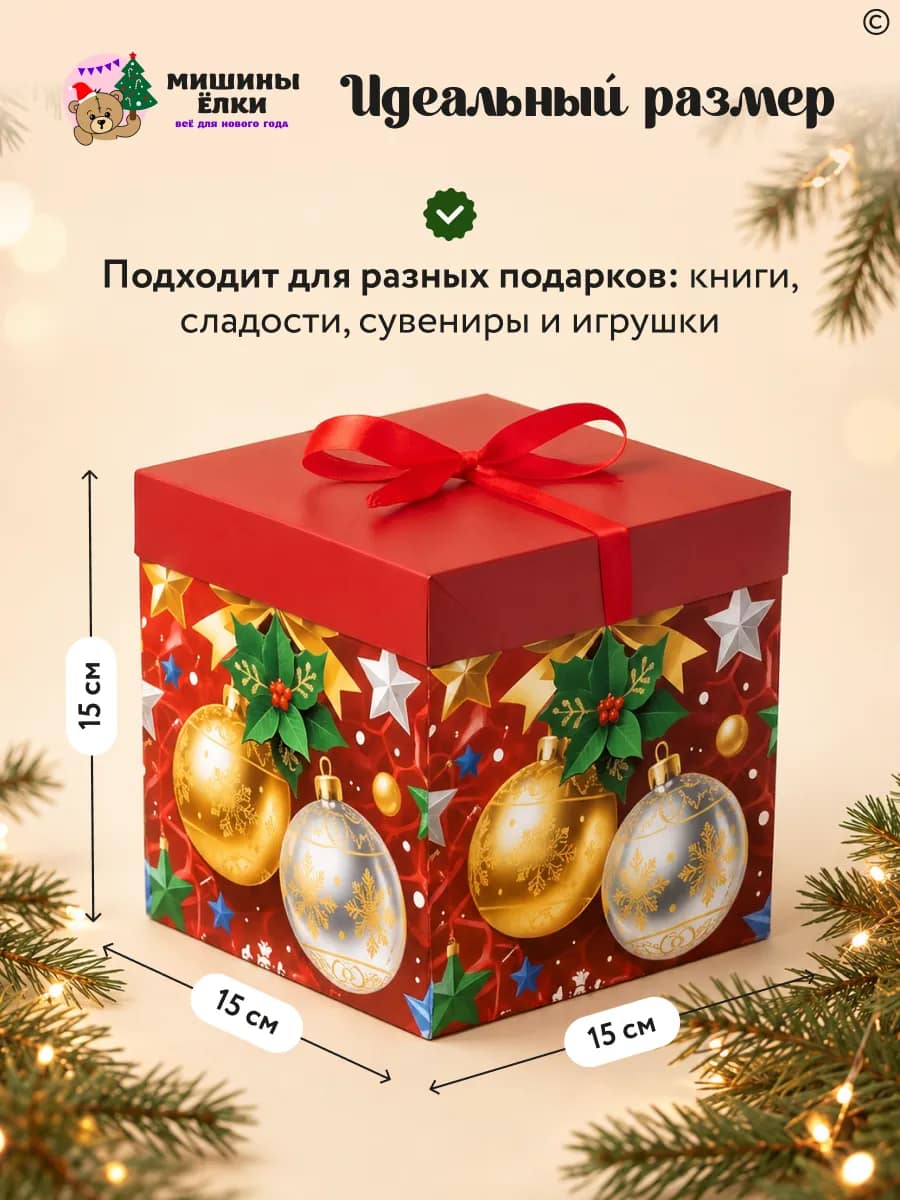 ©
МИШИНЫ
ЁЛКИ
всё для нового года
Идеальный размер
Подходит для разных подарков: книги,
сладости, сувениры и игрушки
15 см
15 см
15 см